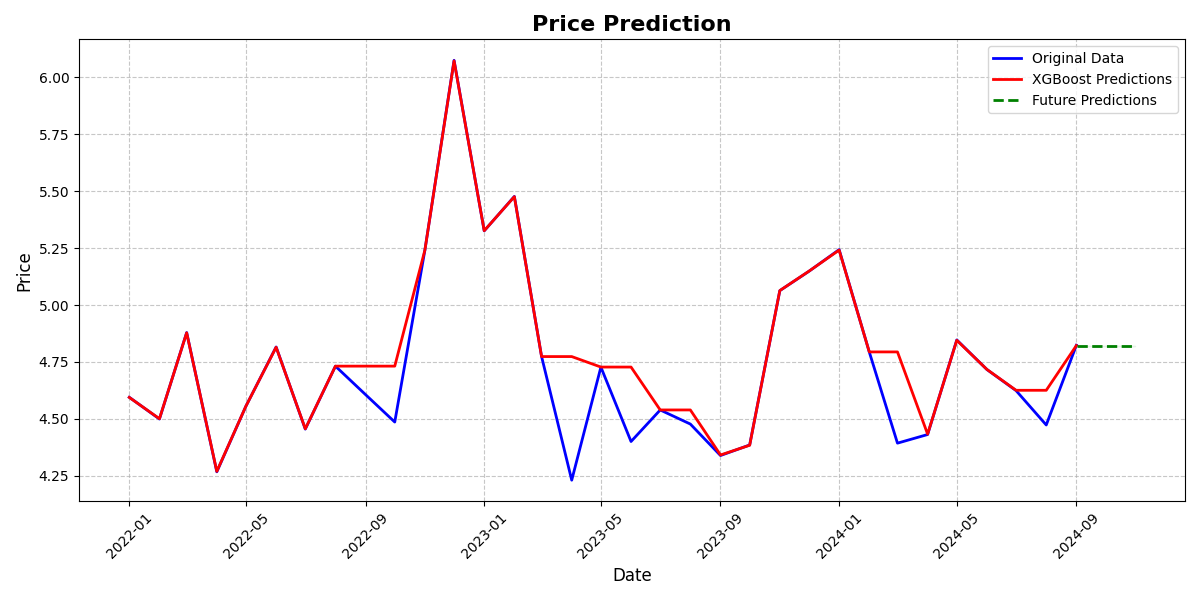 Price Prediction
Original Data
XGBoost Predictions
Future Predictions
Price
6.00
5.75
5.50
5.25
5.00
4.75
4.50
4.25
2022-01
2022-05
2022-09
2023-01
2023-05
2023-09
2024-01
2024-05
2024-09
Date